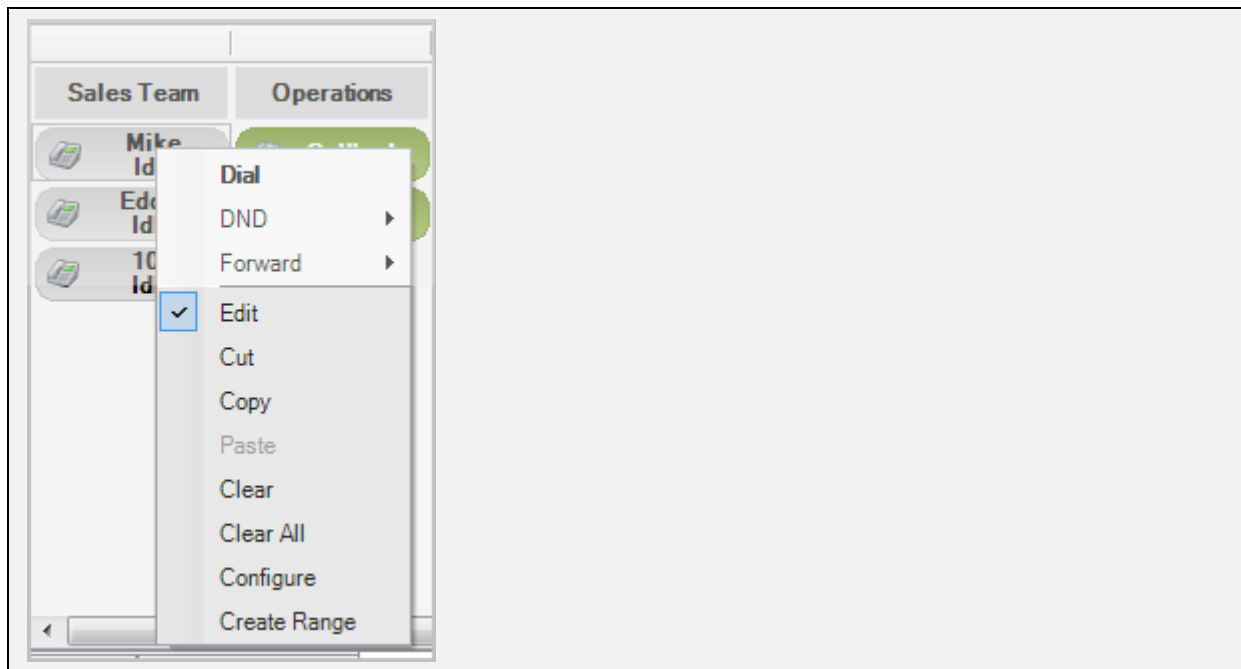 Sales Team
Operations
Mike
Dial
DND
Forward
Edit
Cut
Copy
Paste
Clear
Clear All
Configure
Create Range